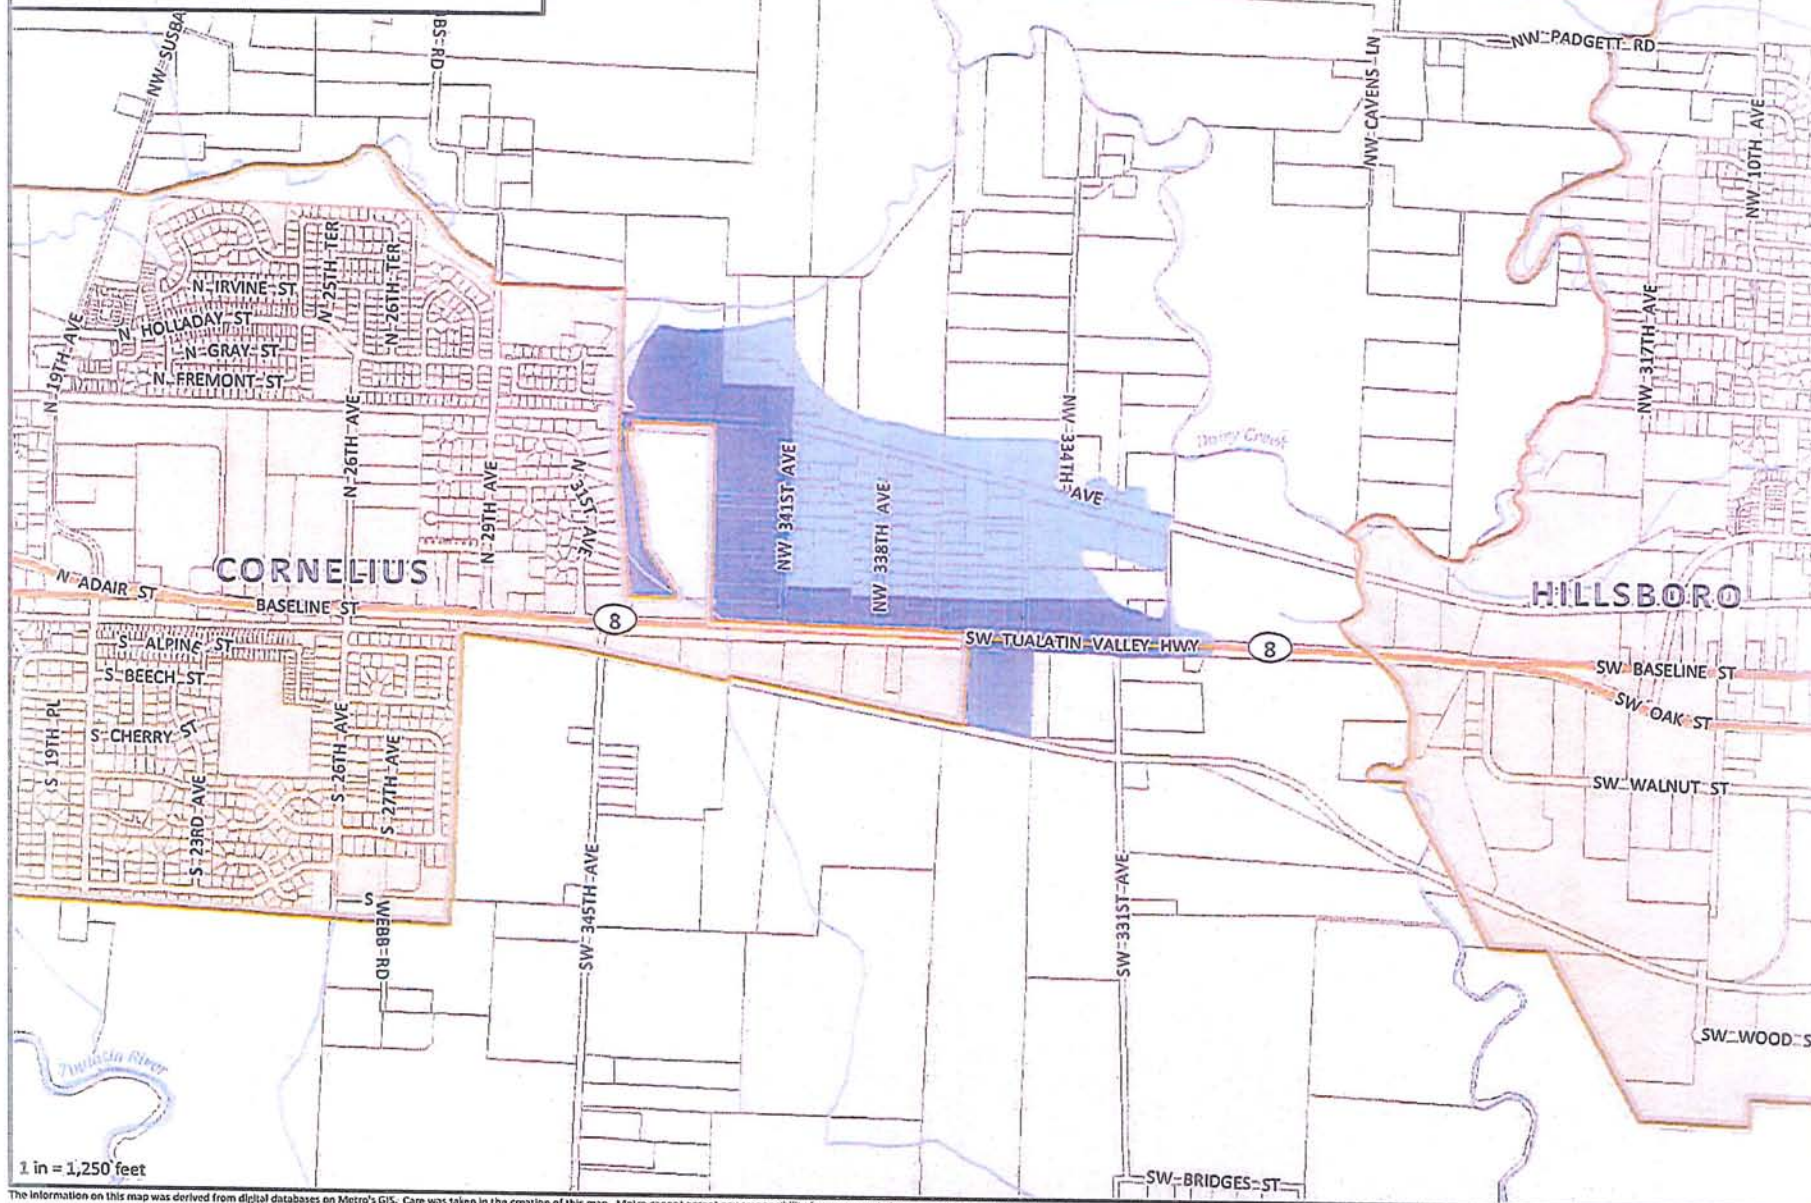 NW SUSBA
BS RD
NW PADGETT RD
NW CAVENS LN
NW 10TH AVE
N 25TH TER
N 26TH TER
N IRVINE ST
N HOLLADAY ST
N GRAY ST
N FREMONT ST
N 19TH AVE
N 26TH AVE
N 29TH AVE
N 31ST AVE
NW 341ST AVE
NW 338TH AVE
NW 334TH AVE
AVE
NW 317TH AVE
Dairy Creek
CORNELIUS
HILLSBORO
N ADAIR ST
BASELINE ST
8
SW TUALATIN VALLEY HWY
8
SW BASELINE ST
SW OAK ST
S ALPINE ST
S BEECH ST
S CHERRY ST
S 19TH PL
S 23RD AVE
S 26TH AVE
S 27TH AVE
SW WALNUT ST
S WEBB RD
SW 345TH AVE
SW 331ST AVE
SW WOOD S
Tualatin River
SW BRIDGES ST
1 in = 1,250 feet
The information on this map was derived from digital databases on Metro's GIS. Care was taken in the creation of this map.